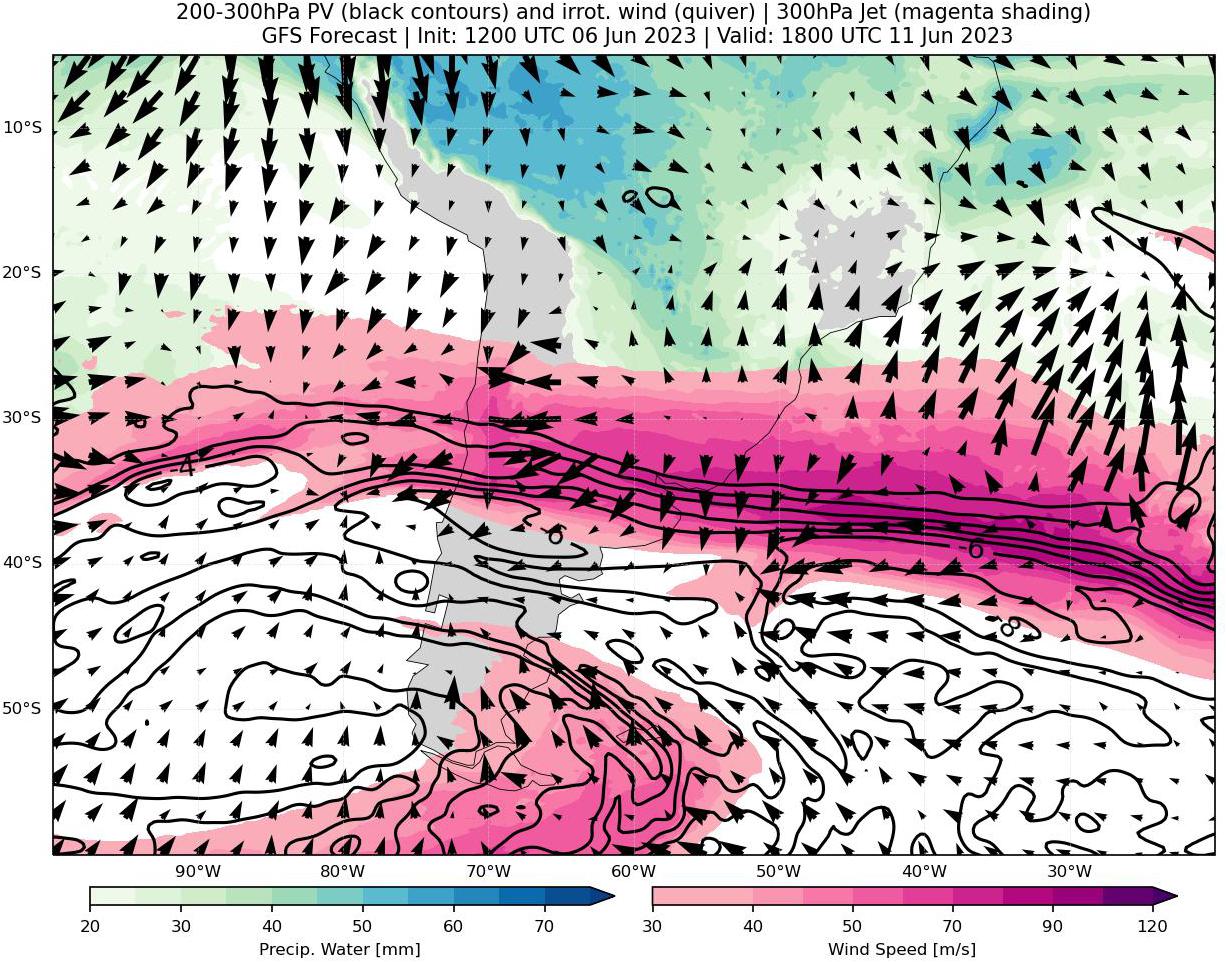 200-300hPa PV (black contours) and irrot. wind (quiver) | 300hPa Jet (magenta shading)
GFS Forecast | Init: 1200 UTC 06 Jun 2023 | Valid: 1800 UTC 11 Jun 2023
10°S
20°S
30°S
40°S
50°S
-4
-6
90°W 80°W 70°W 60°W 50°W 40°W 30°W
20 30 40 50 60 70
Precip. Water [mm]
30 40 50 70 90 120
Wind Speed [m/s]